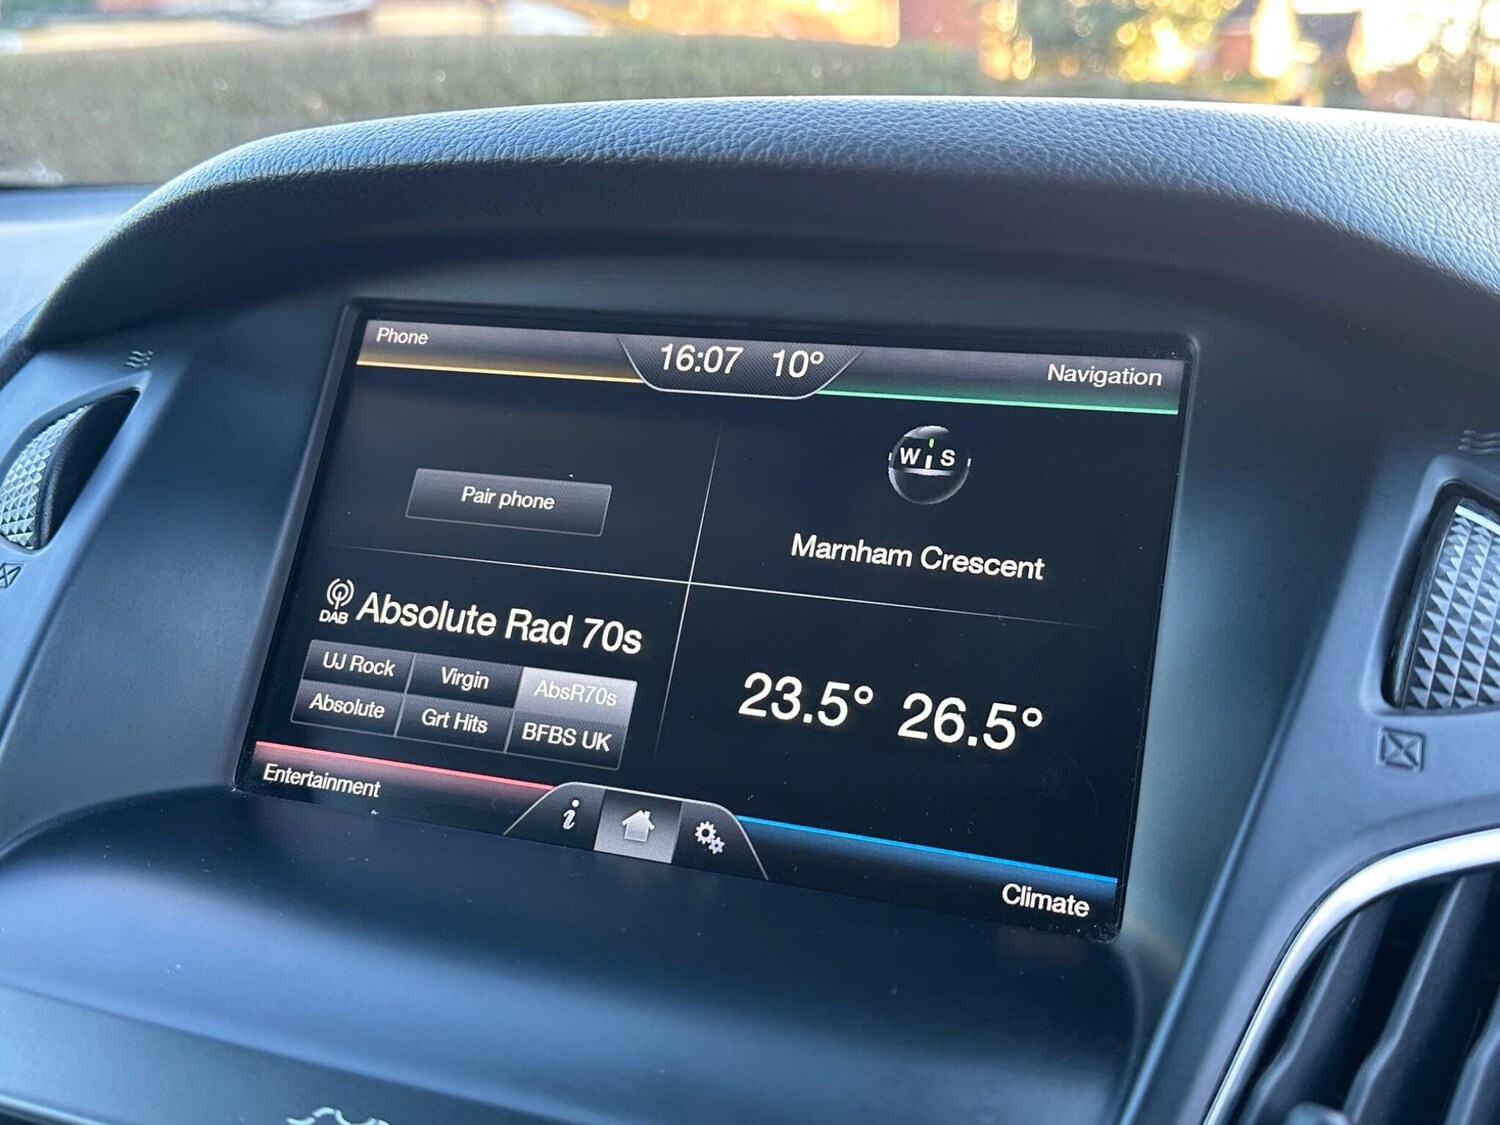 Phone
16:07 10°
Navigation
Pair phone
W S
Marnham Crescent
DAB Absolute Rad 70s
UJ Rock Virgin AbsR70s
Absolute Grt Hits BFBS UK
23.5° 26.5°
Entertainment
i
Climate